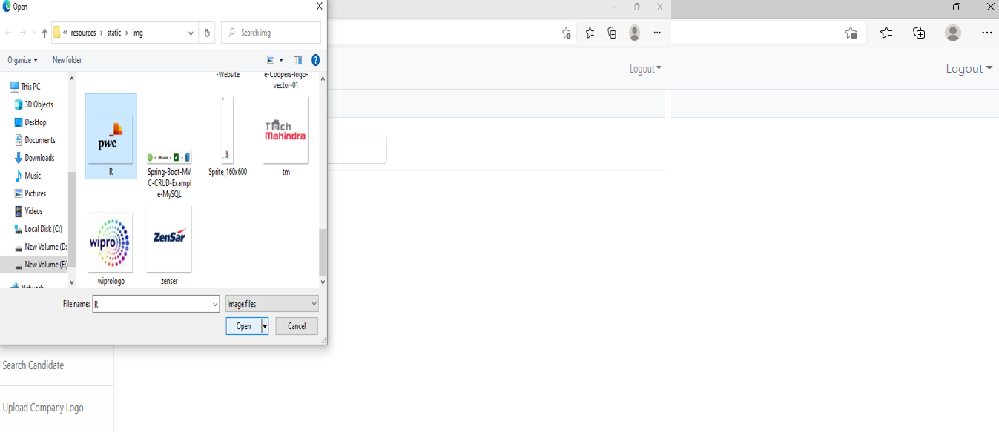 Open
« resources › static › img
Search img
Organize
New folder
This PC
3D Objects
Desktop
Documents
Downloads
Music
Pictures
Videos
Local Disk (C:)
New Volume (D:
New Volume (E:)
Network
-Website
e-Coopers-logo-
vector-01
pwc
R
Spring-Boot-MV
C-CRUD-Exampl
e-MySQL
Sprite_160x600
Tech
Mahindra
tm
wipro
wiprologo
ZenSar
zenser
File name:
R
Image files
Open
Cancel
Logout
Logout
Search Candidate
Upload Company Logo